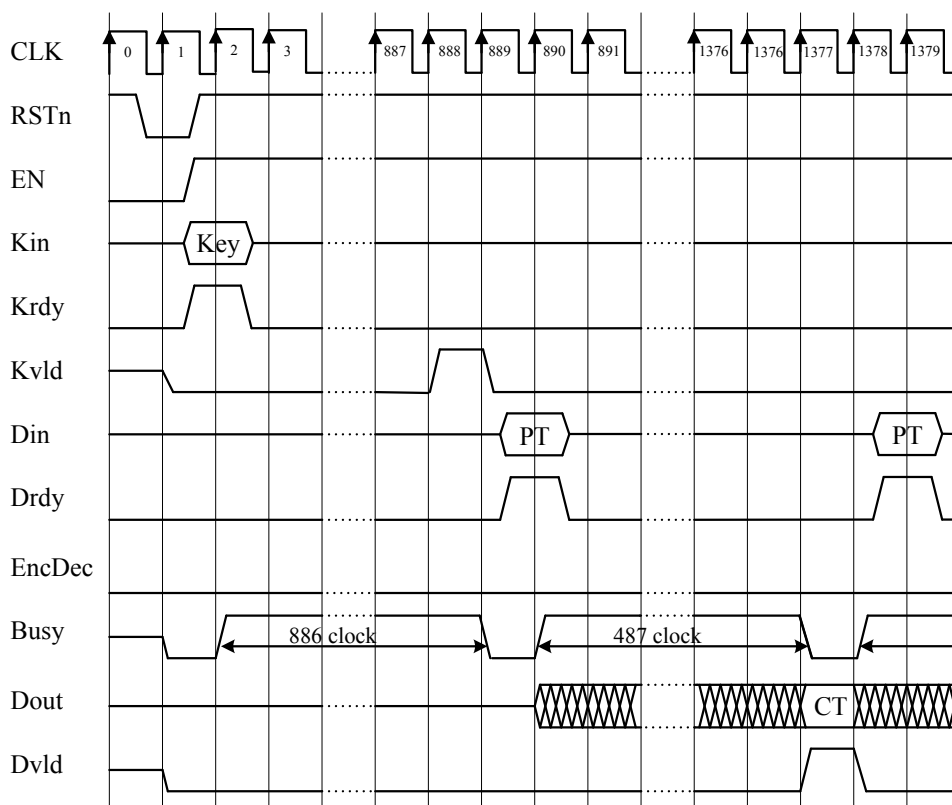 CLK 0 1 2 3 887 888 889 890 891 1376 1376 1377 1378 1379
RSTn
EN
Kin Key
Krdy
Kvld
Din PT PT
Drdy
EncDec
Busy 886 clock 487 clock
Dout CT
Dvld